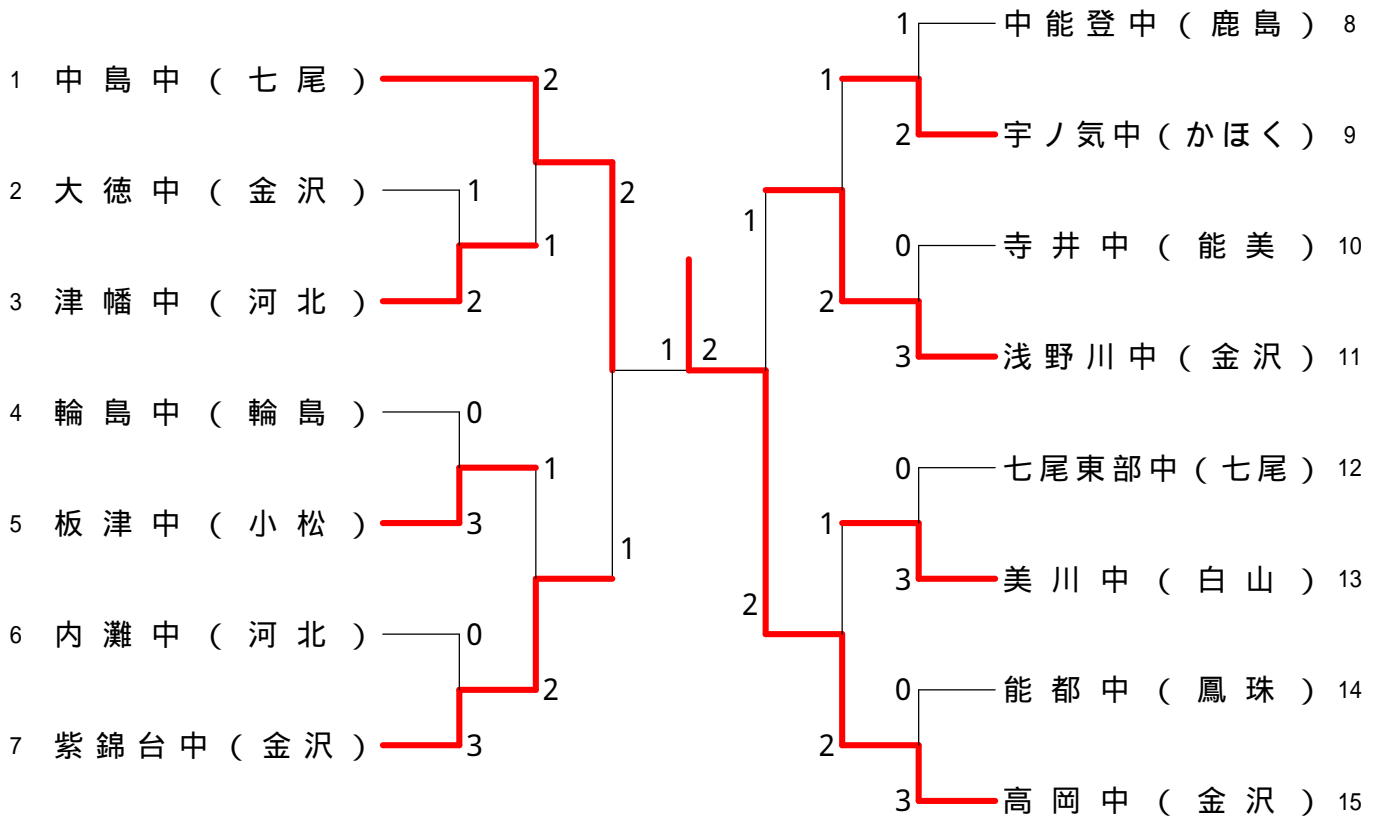 1 中島中(七尾) 2
2 大徳中(金沢) 1
2
1
3 津幡中(河北) 2
4 輪島中(輪島) 0
1
5 板津中(小松) 3
1
6 内灘中(河北) 0
2
7 紫錦台中(金沢) 3
1 2
1 中能登中(鹿島) 8
1
2 宇ノ気中(かほく) 9
1
0 寺井中(能美) 10
2
3 浅野川中(金沢) 11
0 七尾東部中(七尾) 12
1
3 美川中(白山) 13
2
0 能都中(鳳珠) 14
2
3 高岡中(金沢) 15